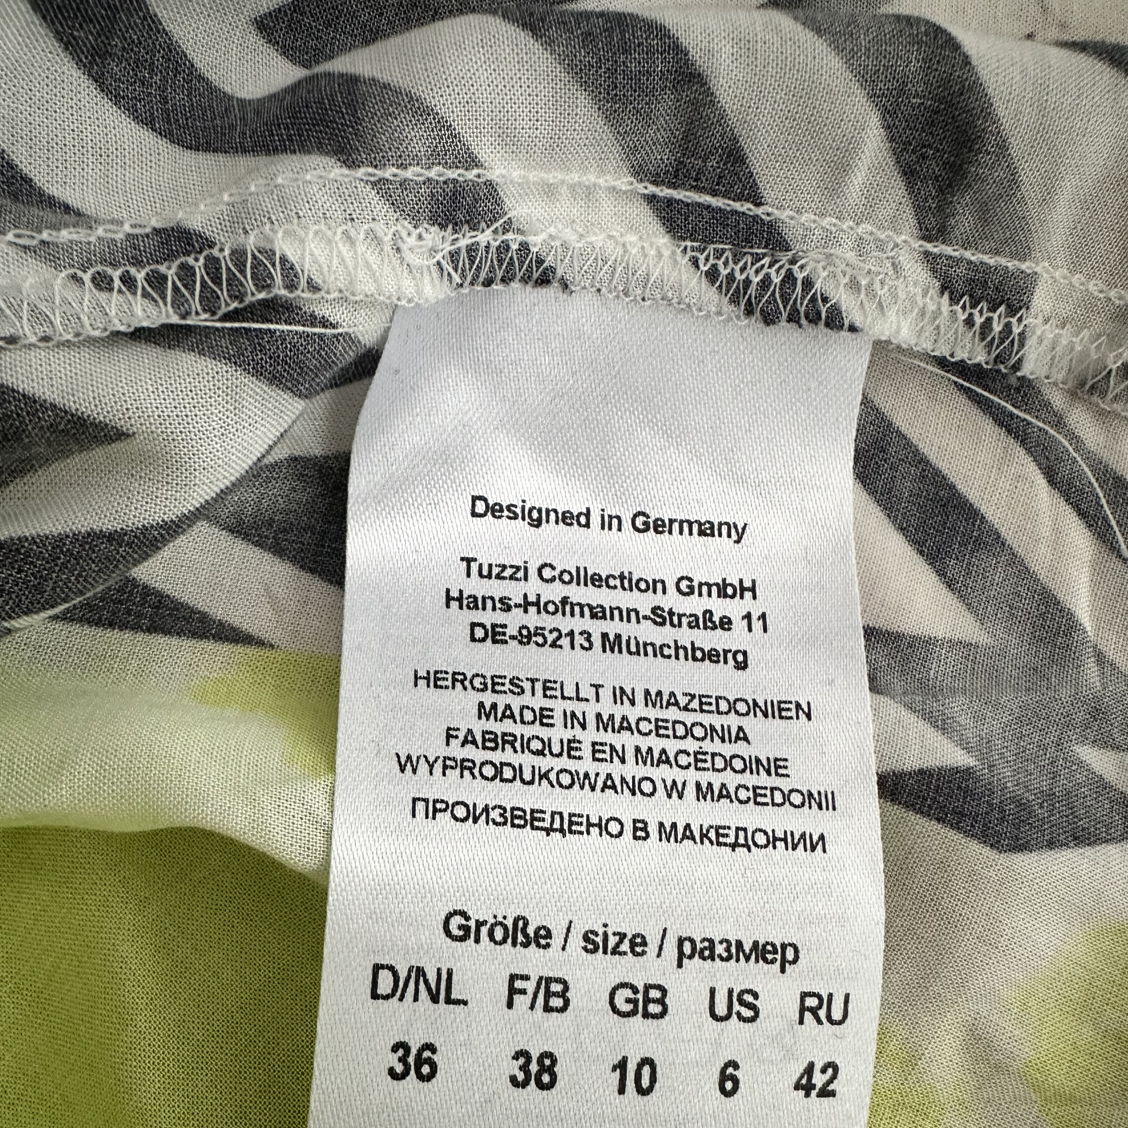 Designed in Germany
Tuzzi Collection GmbH
Hans-Hofmann-Straße 11
DE-95213 Münchberg
HERGESTELLT IN MAZEDONIEN
MADE IN MACEDONIA
FABRIQUÉ EN MACÉDOINE
WYPRODUKOWANO W MACEDONII
ПРОИЗВЕДЕНО В МАКЕДОНИИ
Größe / size / размер
D/NL F/B GB US RU
36 38 10 6 42